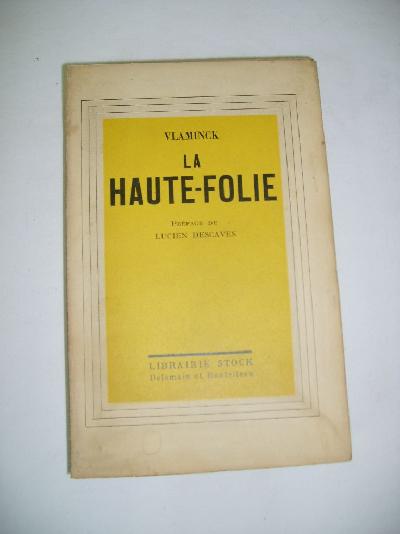 VLAMINCK
LA
HAUTE-FOLIE
PRÉFACE DE
LUCIEN DESCAVES
LIBRAIRIE STOCK
Delamain et Boutelleau